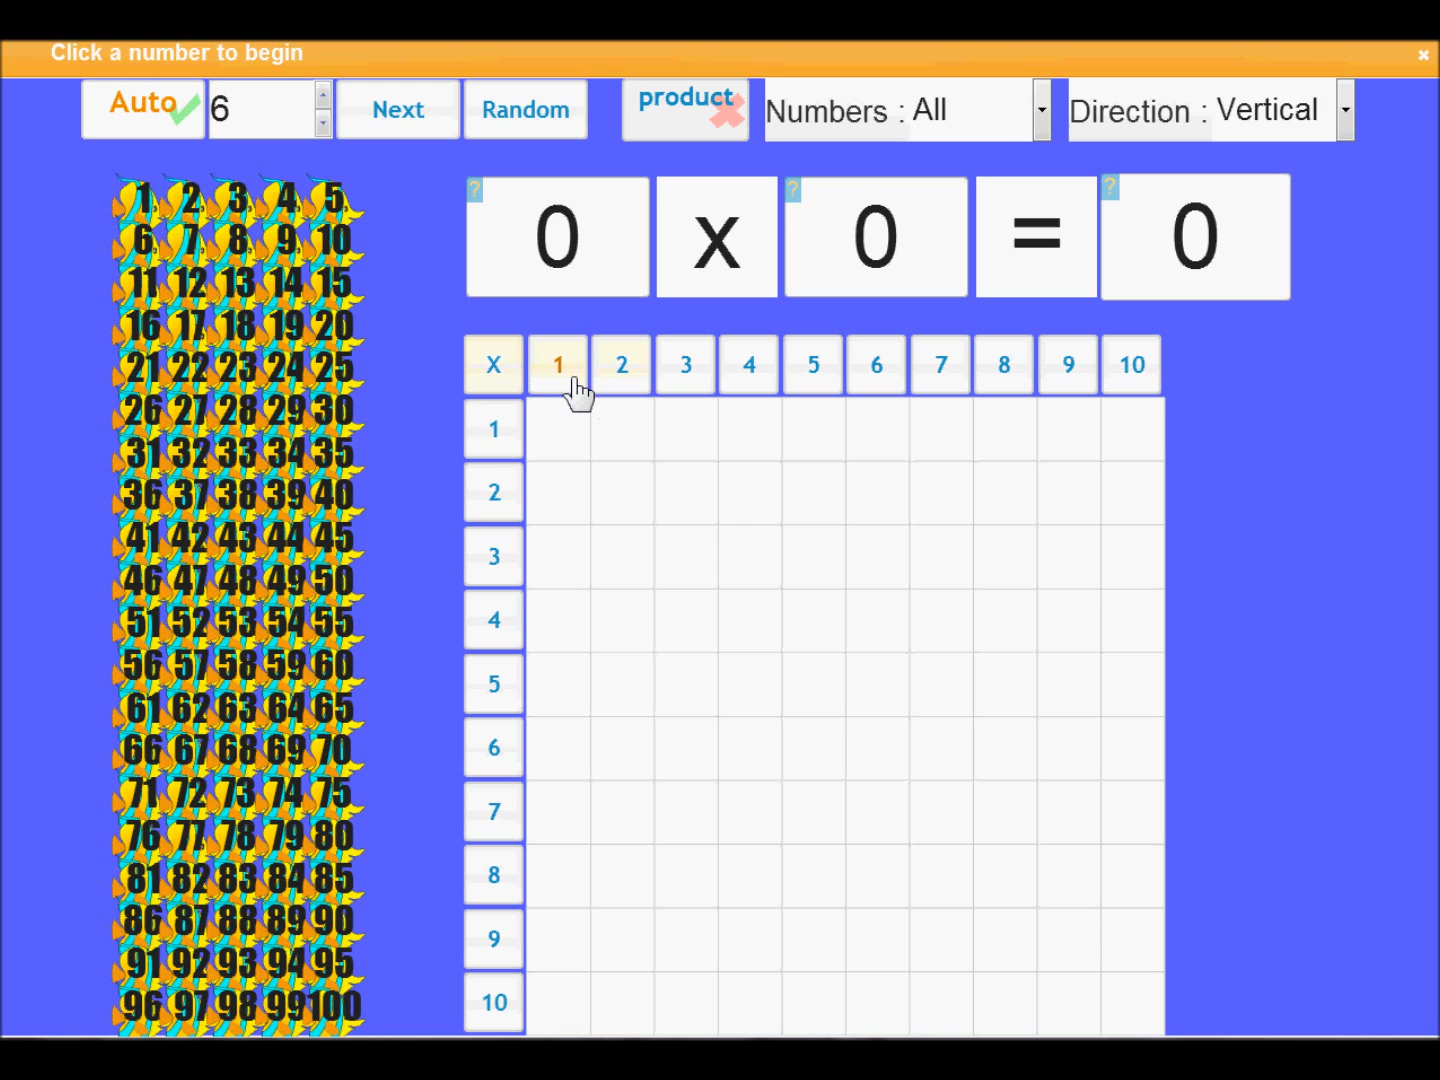 Click a number to begin
Auto 6 Next Random product Numbers : All Direction : Vertical
? 0 x ? 0 = ? 0
1 2 3 4 5
6 7 8 9 10
11 12 13 14 15
16 17 18 19 20
21 22 23 24 25
26 27 28 29 30
31 32 33 34 35
36 37 38 39 40
41 42 43 44 45
46 47 48 49 50
51 52 53 54 55
56 57 58 59 60
61 62 63 64 65
66 67 68 69 70
71 72 73 74 75
76 77 78 79 80
81 82 83 84 85
86 87 88 89 90
91 92 93 94 95
96 97 98 99 100
X 1 2 3 4 5 6 7 8 9 10
1
2
3
4
5
6
7
8
9
10